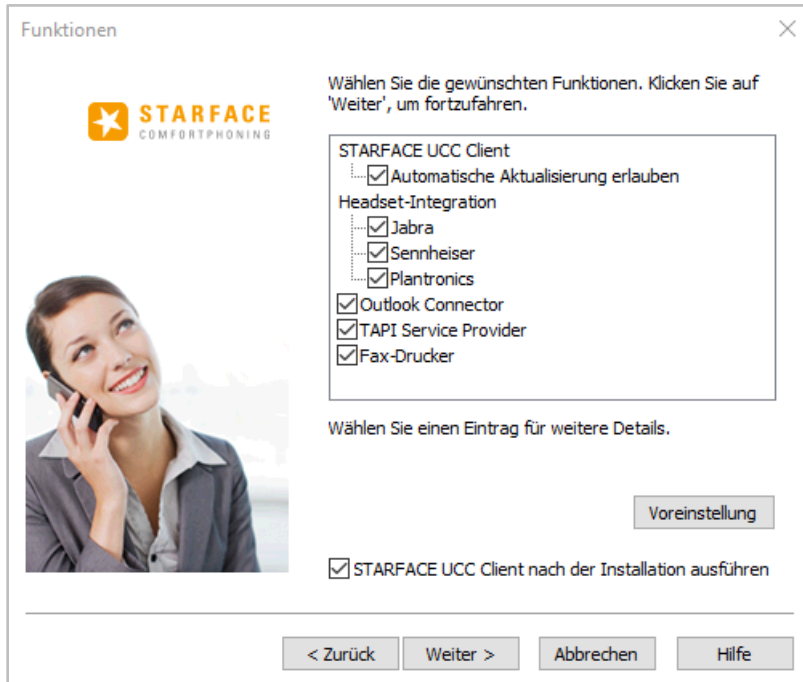 Funktionen
STARFACE
COMFORTPHONING
Wählen Sie die gewünschten Funktionen. Klicken Sie auf
'Weiter', um fortzufahren.
STARFACE UCC Client
Automatische Aktualisierung erlauben
Headset-Integration
Jabra
Sennheiser
Plantronics
Outlook Connector
TAPI Service Provider
Fax-Drucker
Wählen Sie einen Eintrag für weitere Details.
Voreinstellung
STARFACE UCC Client nach der Installation ausführen
< Zurück Weiter > Abbrechen Hilfe